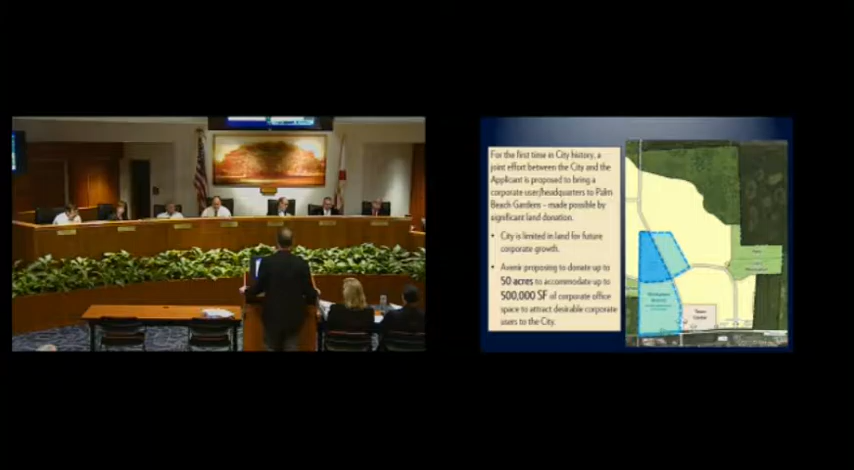 For the first time in City history, a
joint effort between the City and the
Applicant is proposed to bring a
corporate user/headquarters to Palm
Beach Gardens – made possible by
significant land donation.
• City is limited in land for future
corporate growth.
• Avenir proposing to donate up to
50 acres to accommodate up to
500,000 SF of corporate office
space to attract desirable corporate
users to the City.
Town
Center